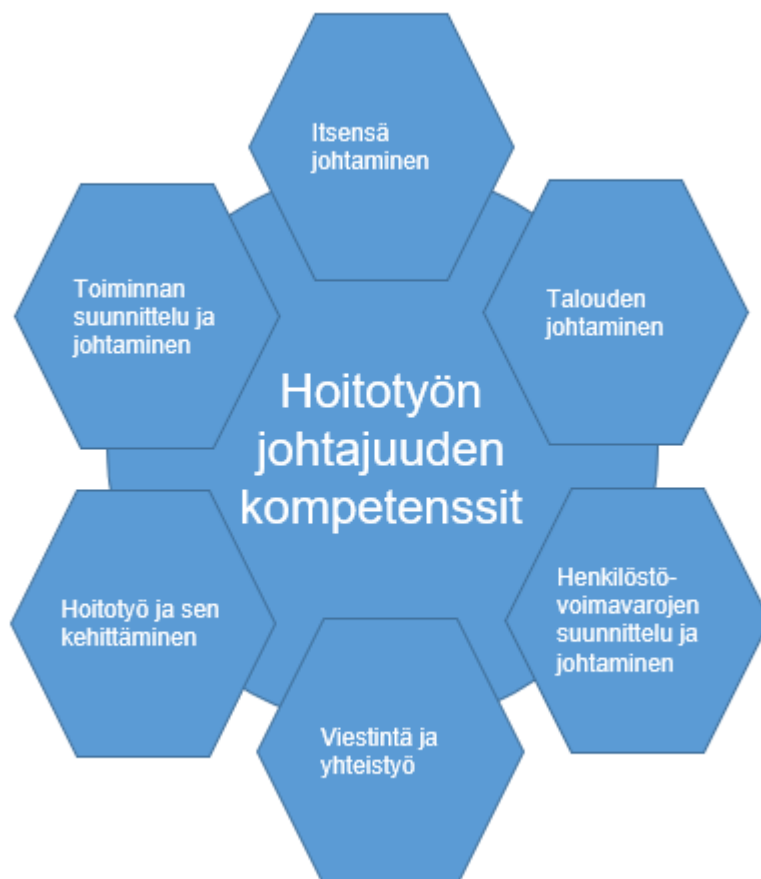 Itsensä
johtaminen
Talouden
johtaminen
Toiminnan
suunnittelu ja
johtaminen
Hoitotyön
johtajuuden
kompetenssit
Henkilöstö-
voimavarojen
suunnittelu ja
johtaminen
Hoitotyö ja sen
kehittäminen
Viestintä ja
yhteistyö